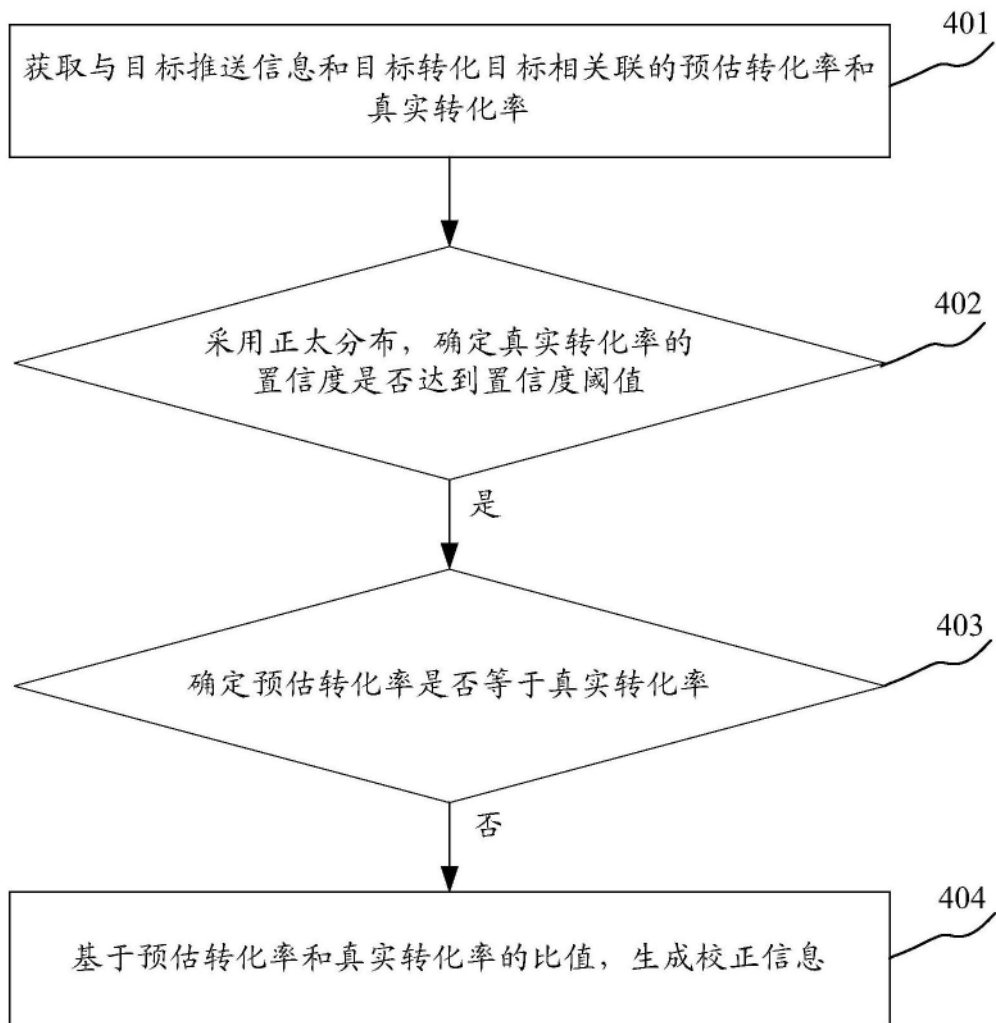 401
获取与目标推送信息和目标转化目标相关联的预估转化率和
真实转化率
402
采用正太分布，确定真实转化率的
置信度是否达到置信度阈值
是
403
确定预估转化率是否等于真实转化率
否
404
基于预估转化率和真实转化率的比值，生成校正信息